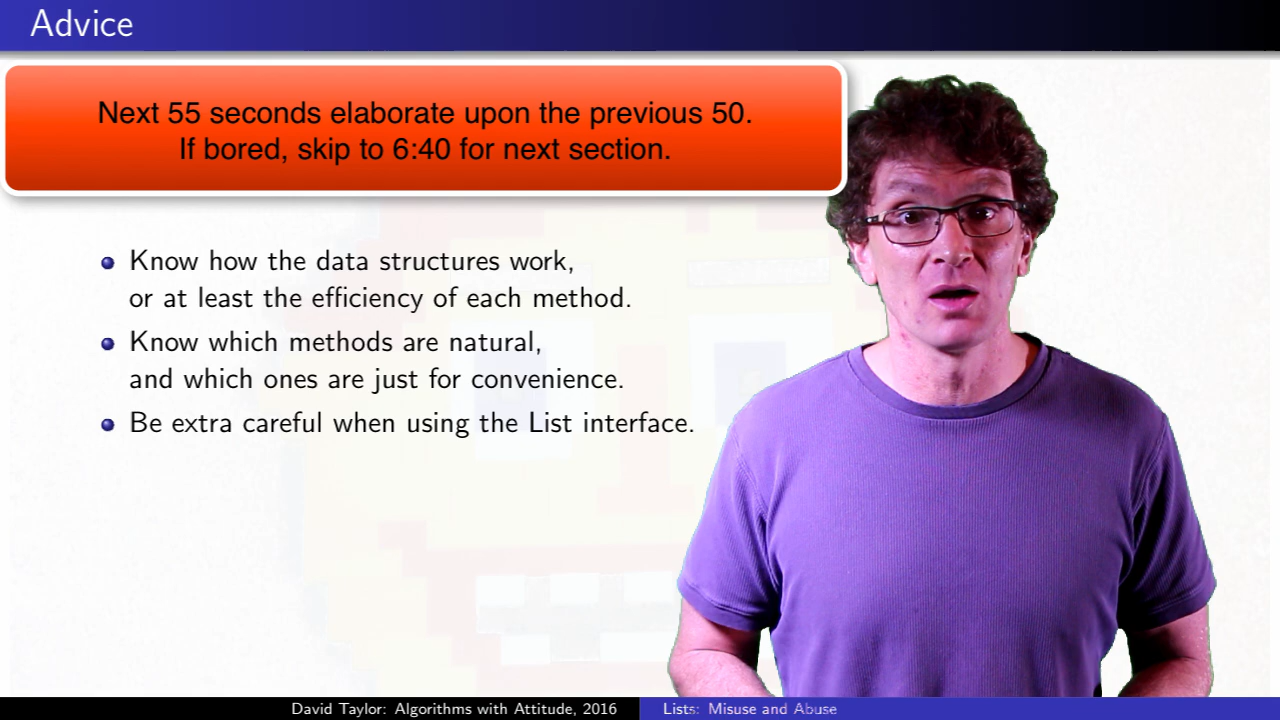 Advice
Next 55 seconds elaborate upon the previous 50.
If bored, skip to 6:40 for next section.
Know how the data structures work,
or at least the efficiency of each method.
Know which methods are natural,
and which ones are just for convenience.
Be extra careful when using the List interface.
David Taylor: Algorithms with Attitude, 2016
Lists: Misuse and Abuse